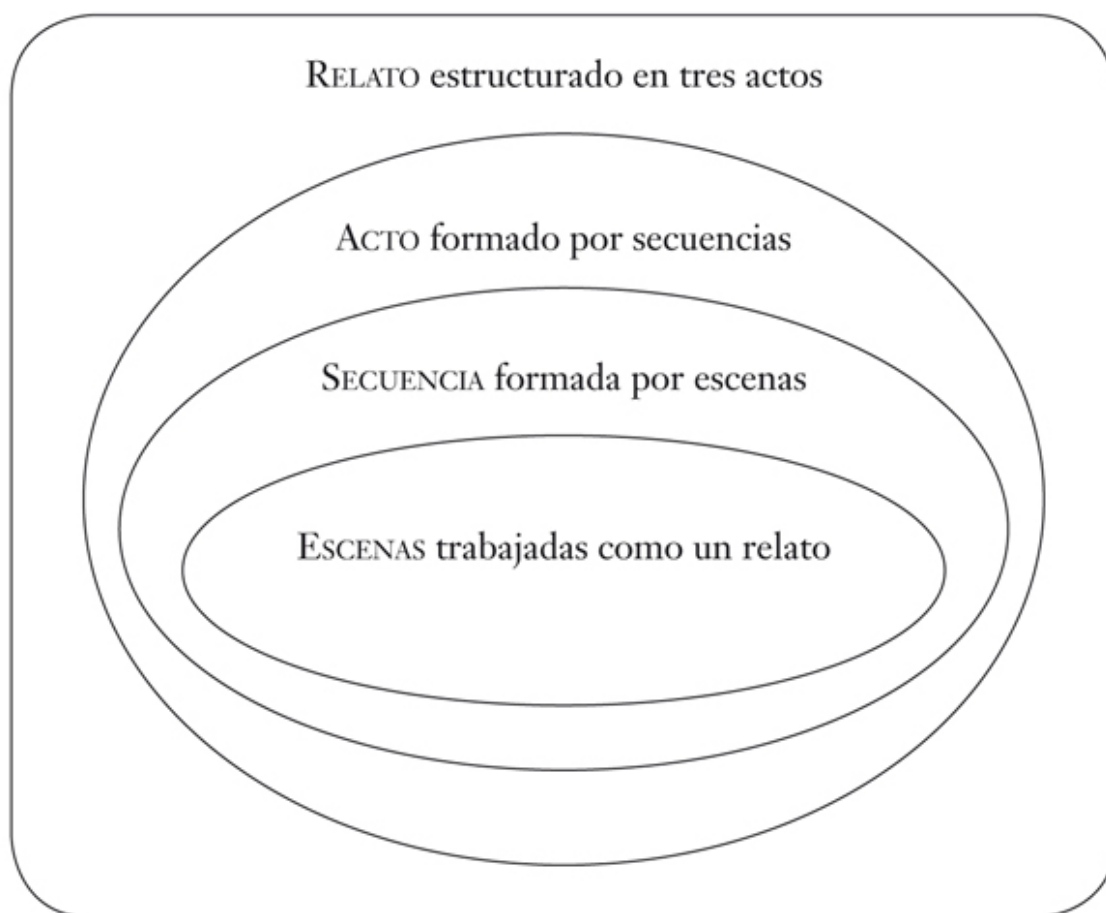 RELATO estructurado en tres actos
ACTO formado por secuencias
SECUENCIA formada por escenas
ESCENAS trabajadas como un relato